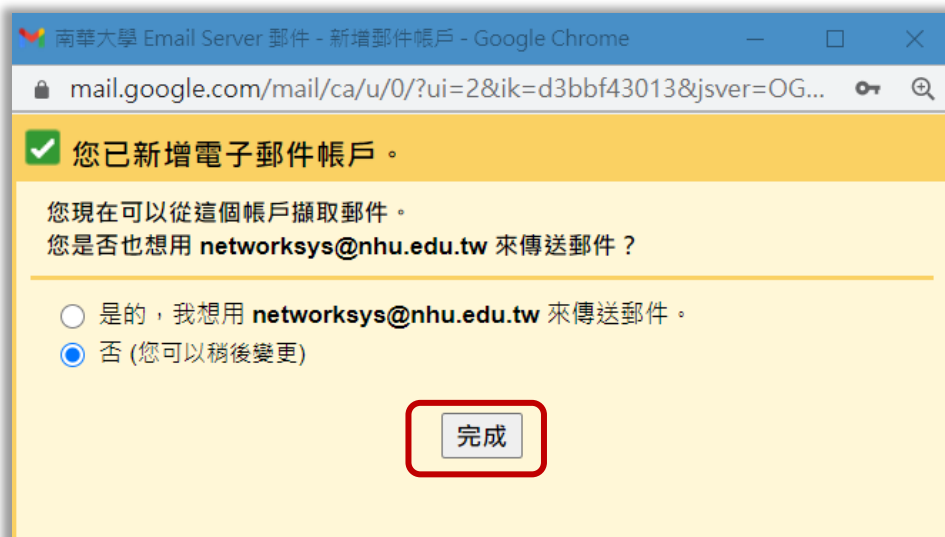 南華大學 Email Server 郵件 - 新增郵件帳戶 - Google Chrome
mail.google.com/mail/ca/u/0/?ui=2&ik=d3bbf43013&jsver=OG...
您已新增電子郵件帳戶。
您現在可以從這個帳戶擷取郵件。
您是否也想用 networksys@nhu.edu.tw 來傳送郵件？
是的，我想用 networksys@nhu.edu.tw 來傳送郵件。
否 (您可以稍後變更)
完成